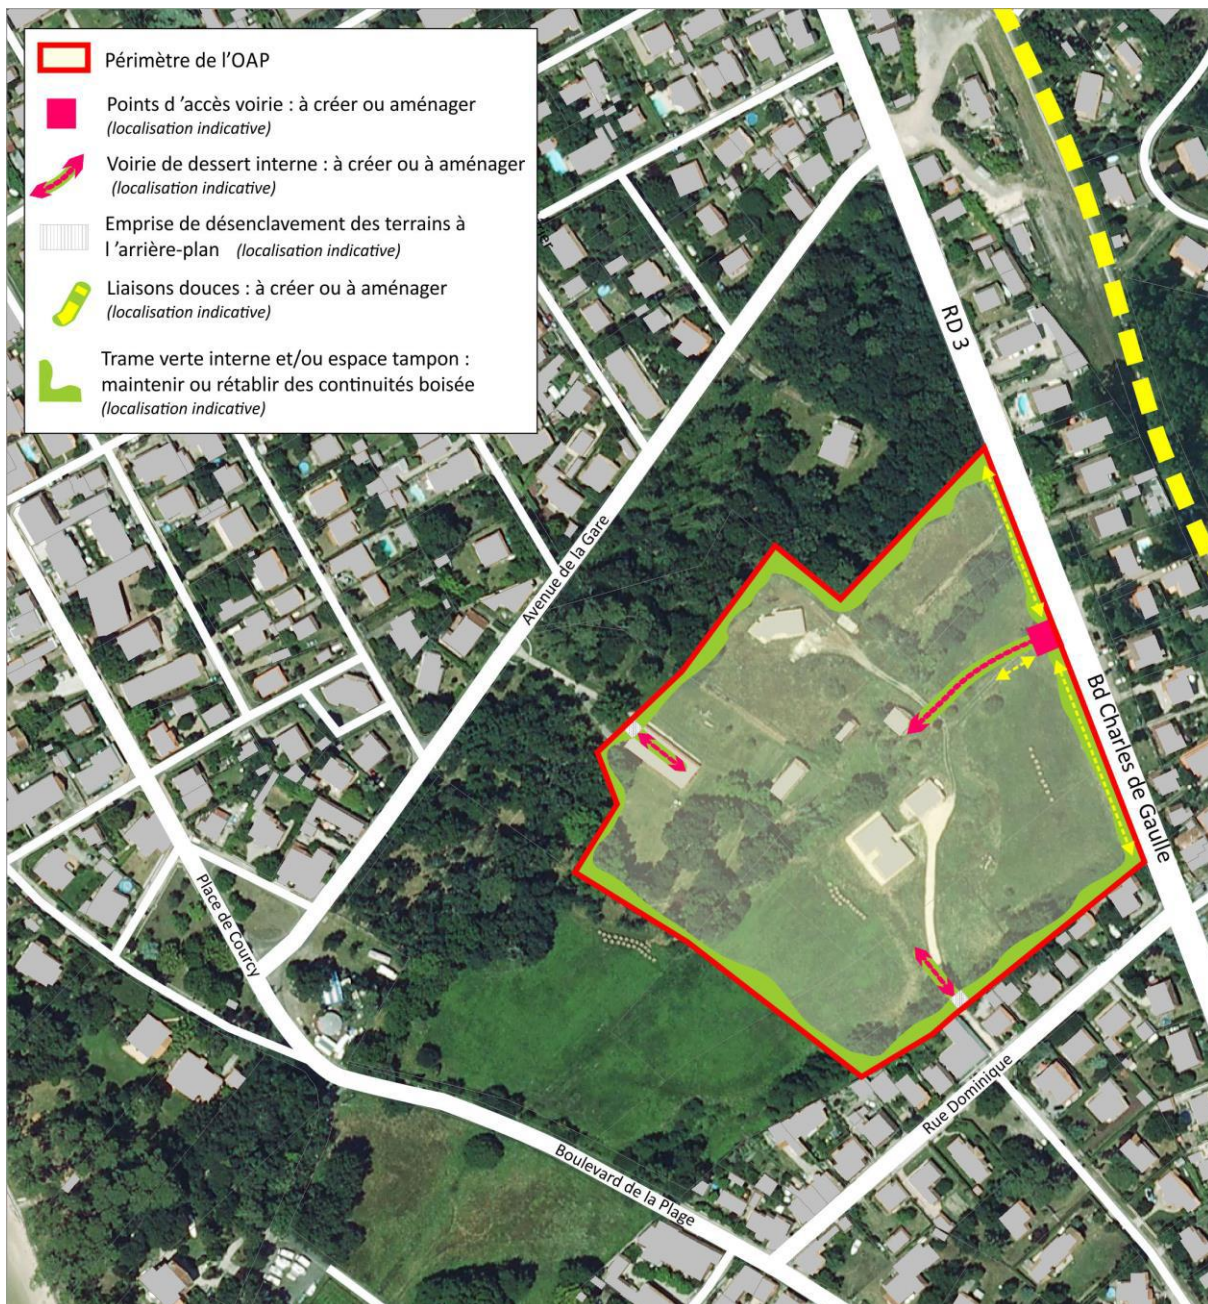 Périmètre de l’OAP
Points d ’accès voirie : à créer ou aménager
(localisation indicative)
Voirie de dessert interne : à créer ou à aménager
(localisation indicative)
Emprise de désenclavement des terrains à
l ’arrière-plan (localisation indicative)
Liaisons douces : à créer ou à aménager
(localisation indicative)
Trame verte interne et/ou espace tampon :
maintenir ou rétablir des continuités boisée
(localisation indicative)
RD 3
Avenue de la Gare
Bd Charles de Gaulle
Place de Courcy
Rue Dominique
Boulevard de la Plage